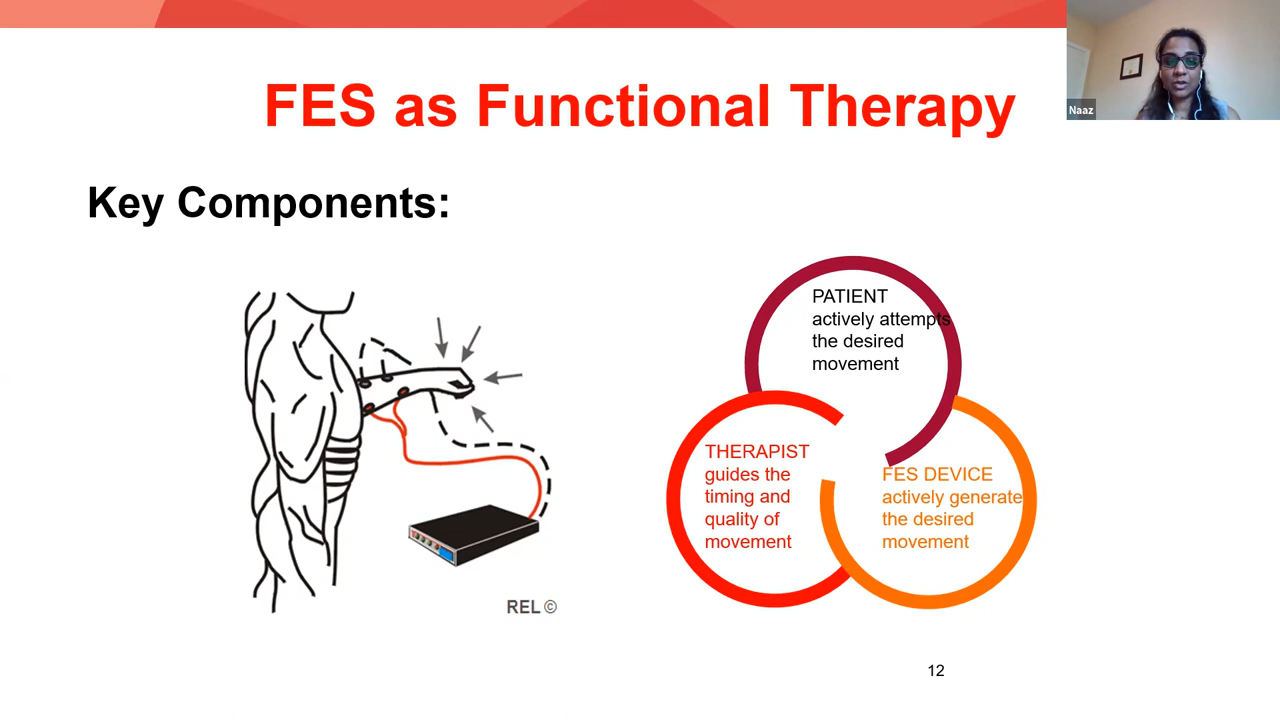 Naaz
FES as Functional Therapy
Key Components:
PATIENT
actively attempts
the desired
movement
THERAPIST
guides the
timing and
quality of
movement
FES DEVICE
actively generate
the desired
movement
REL ©
12